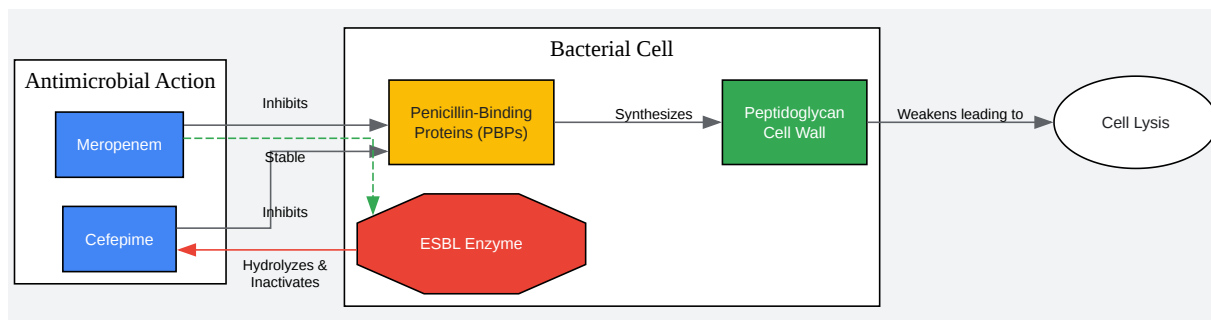 Antimicrobial Action
Meropenem
Cefepime
Inhibits
Stable
Inhibits
Hydrolyzes &
Inactivates
Bacterial Cell
Penicillin-Binding
Proteins (PBPs)
Synthesizes
Peptidoglycan
Cell Wall
ESBL Enzyme
Weakens leading to
Cell Lysis